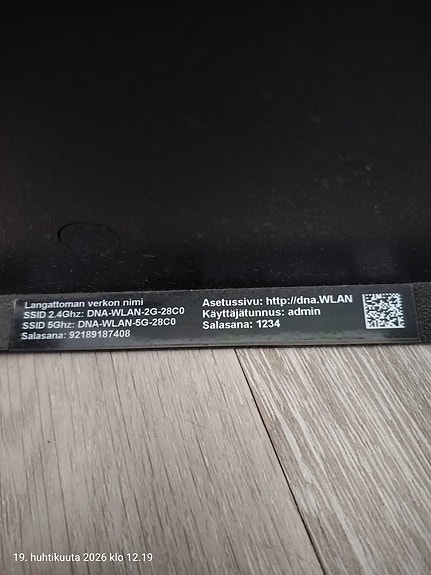 Langattoman verkon nimi
SSID 2.4Ghz: DNA-WLAN-2G-28C0
SSID 5Ghz: DNA-WLAN-5G-28C0
Salasana: 92189187408
Asetussivu: http://dna.WLAN
Käyttäjätunnus: admin
Salasana: 1234
19. huhtikuuta 2026 klo 12.19